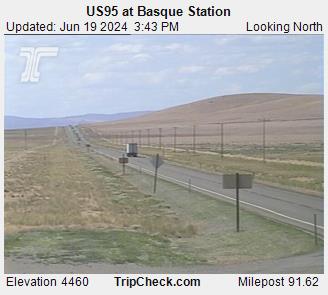 US95 at Basque Station
Updated: Jun 19 2024 3:43 PM Looking North
Elevation 4460 TripCheck.com Milepost 91.62